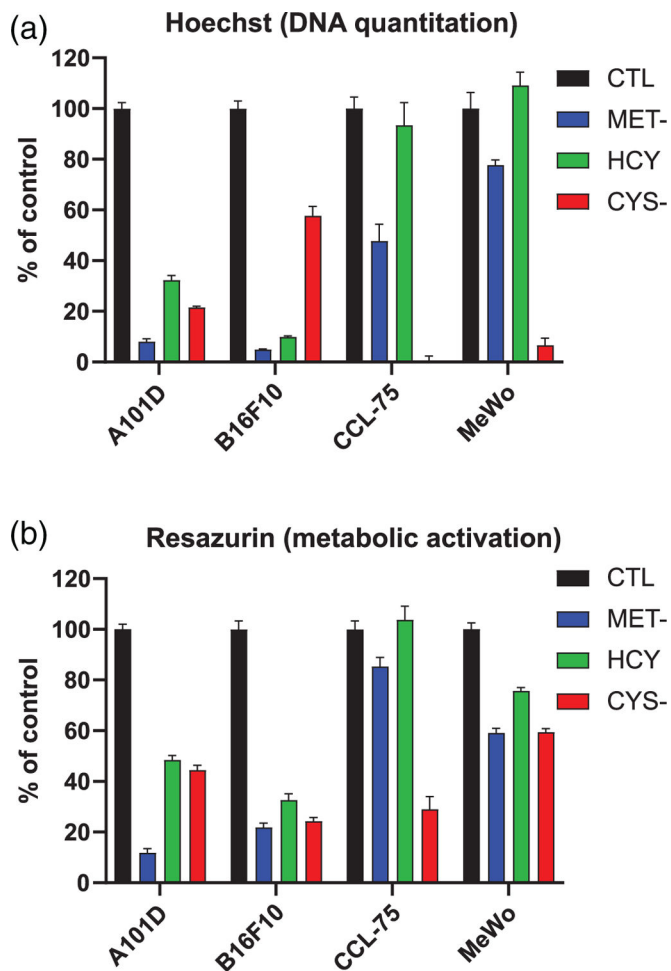 (a)
Hoechst (DNA quantitation)
% of control
120
100
80
60
40
20
0
A101D
B16F10
CCL-75
MeWo
CTL
MET-
HCY
CYS-
(b)
Resazurin (metabolic activation)
% of control
120
100
80
60
40
20
0
A101D
B16F10
CCL-75
MeWo
CTL
MET-
HCY
CYS-